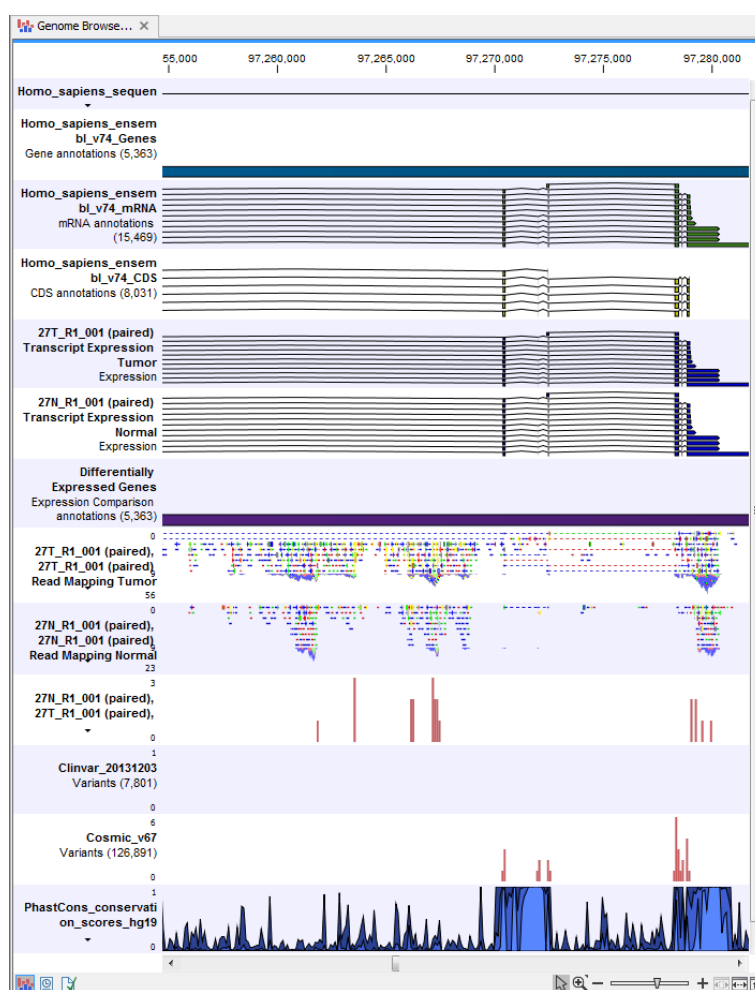 Genome Browse...
55,000 97,260,000 97,265,000 97,270,000 97,275,000 97,280,000
Homo_sapiens_sequen
Homo_sapiens_ensem
bl_v74_Genes
Gene annotations (5,363)
Homo_sapiens_ensem
bl_v74_mRNA
mRNA annotations
(15,469)
Homo_sapiens_ensem
bl_v74_CDS
CDS annotations (8,031)
27T_R1_001 (paired)
Transcript Expression
Tumor
Expression
27N_R1_001 (paired)
Transcript Expression
Normal
Expression
Differentially
Expressed Genes
Expression Comparison
annotations (5,363)
0
27T_R1_001 (paired),
27T_R1_001 (paired)
Read Mapping Tumor
56
0
27N_R1_001 (paired),
27N_R1_001 (paired)
Read Mapping Normal
23
3
27N_R1_001 (paired),
27T_R1_001 (paired),
0
1
Clinvar_20131203
Variants (7,801)
0
6
Cosmic_v67
Variants (126,891)
0
1
PhastCons_conservati
on_scores_hg19
0